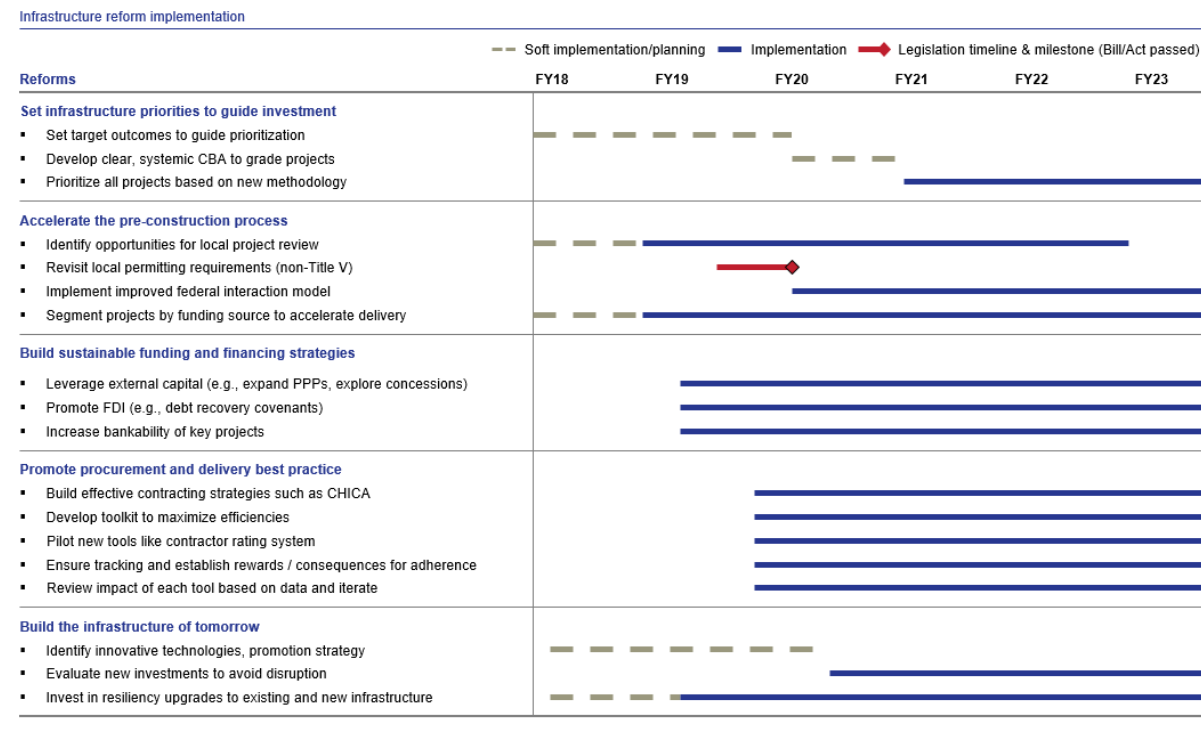 Infrastructure reform implementation
Soft implementation/planning Implementation Legislation timeline & milestone (Bill/Act passed)
Reforms FY18 FY19 FY20 FY21 FY22 FY23
Set infrastructure priorities to guide investment
▪ Set target outcomes to guide prioritization
▪ Develop clear, systemic CBA to grade projects
▪ Prioritize all projects based on new methodology
Accelerate the pre-construction process
▪ Identify opportunities for local project review
▪ Revisit local permitting requirements (non-Title V)
▪ Implement improved federal interaction model
▪ Segment projects by funding source to accelerate delivery
Build sustainable funding and financing strategies
▪ Leverage external capital (e.g., expand PPPs, explore concessions)
▪ Promote FDI (e.g., debt recovery covenants)
▪ Increase bankability of key projects
Promote procurement and delivery best practice
▪ Build effective contracting strategies such as CHICA
▪ Develop toolkit to maximize efficiencies
▪ Pilot new tools like contractor rating system
▪ Ensure tracking and establish rewards / consequences for adherence
▪ Review impact of each tool based on data and iterate
Build the infrastructure of tomorrow
▪ Identify innovative technologies, promotion strategy
▪ Evaluate new investments to avoid disruption
▪ Invest in resiliency upgrades to existing and new infrastructure